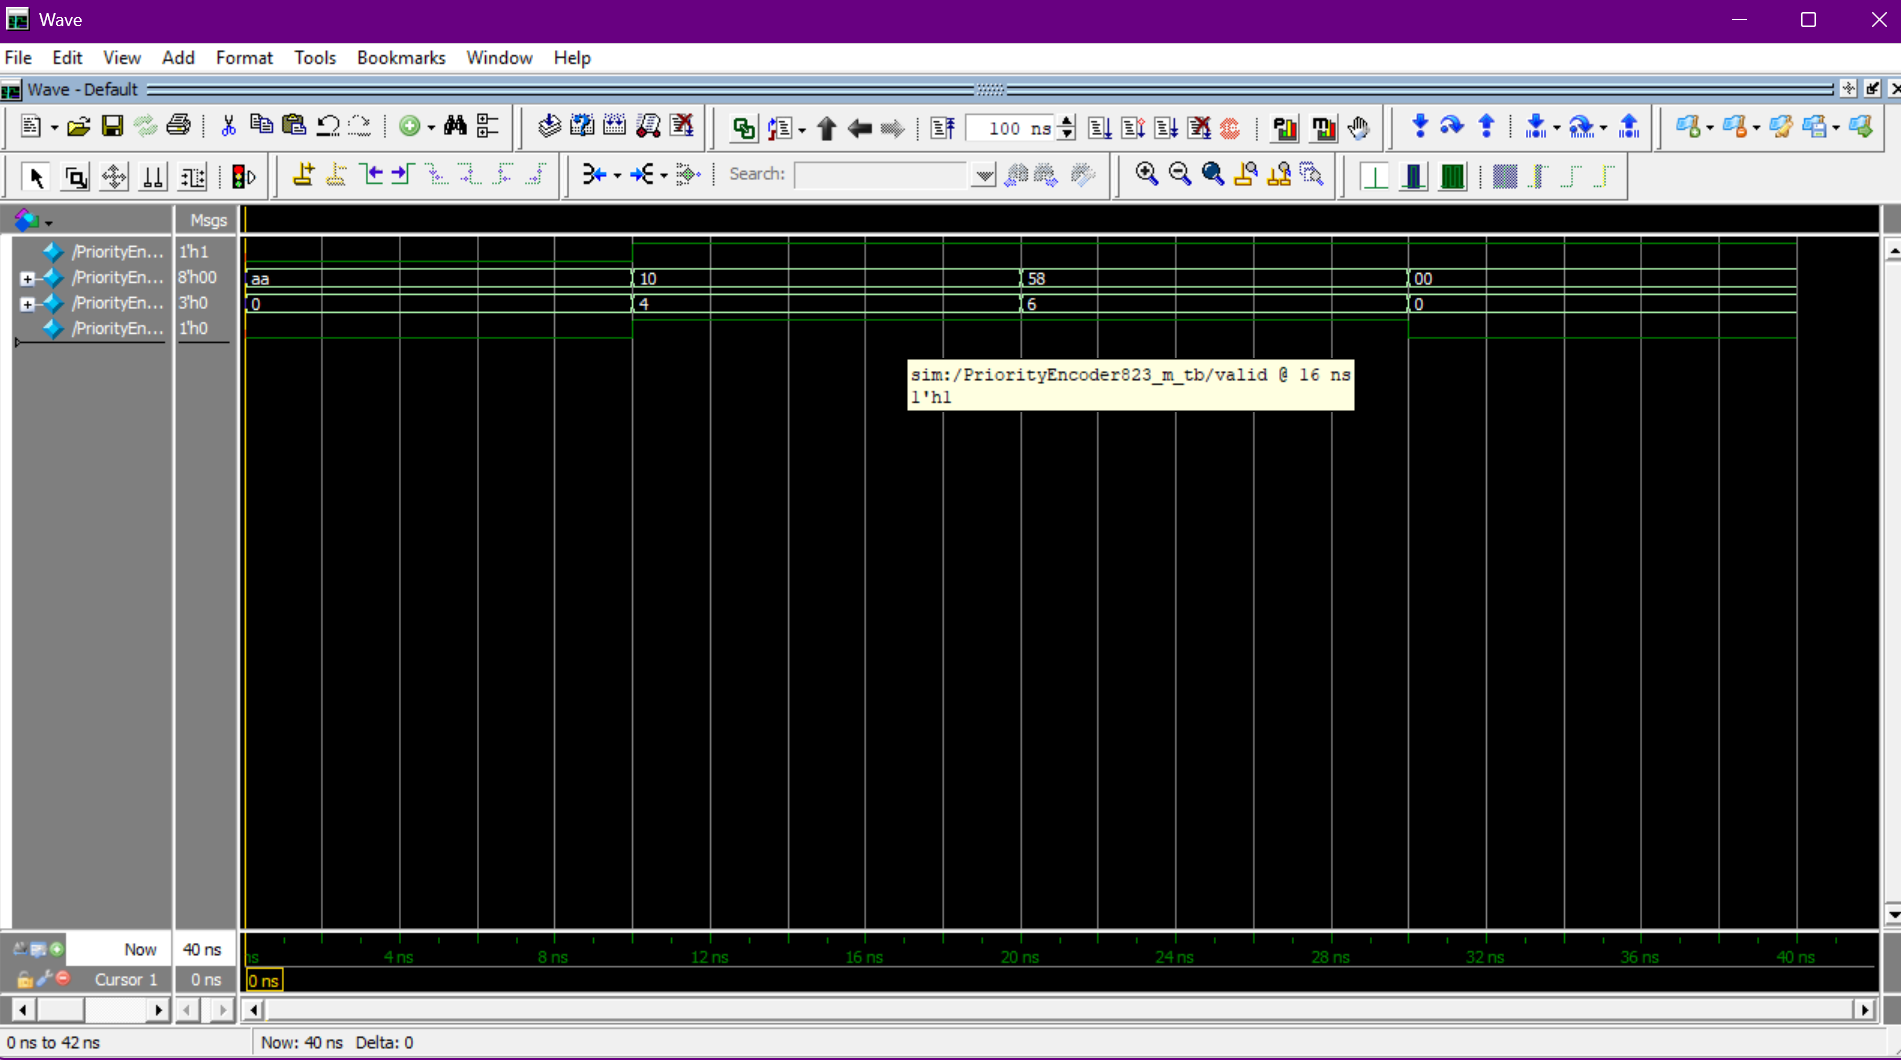 Wave
File Edit View Add Format Tools Bookmarks Window Help
Wave - Default
100 ns
Search:
Msgs
/PriorityEn... 1'h1
/PriorityEn... 8'h00 aa 10 58 00
/PriorityEn... 3'h0 0 4 6 0
/PriorityEn... 1'h0
sim:/PriorityEncoder823_m_tb/valid @ 16 ns
1'h1
Now 40 ns ns 4 ns 8 ns 12 ns 16 ns 20 ns 24 ns 28 ns 32 ns 36 ns 40 ns
Cursor 1 0 ns 0 ns
0 ns to 42 ns Now: 40 ns Delta: 0